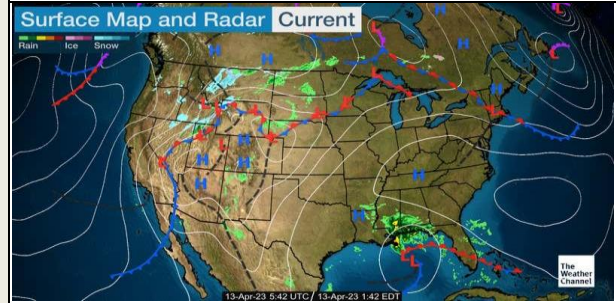 Surface Map and Radar Current
Rain Ice Snow
H
H
H
H
L
H
L
L
L
H
L
L
L
L
L
L
H
H
H
H
H
L
H
L
L
The
Weather
Channel
13-Apr-23 5:42 UTC / 13-Apr-23 1:42 EDT